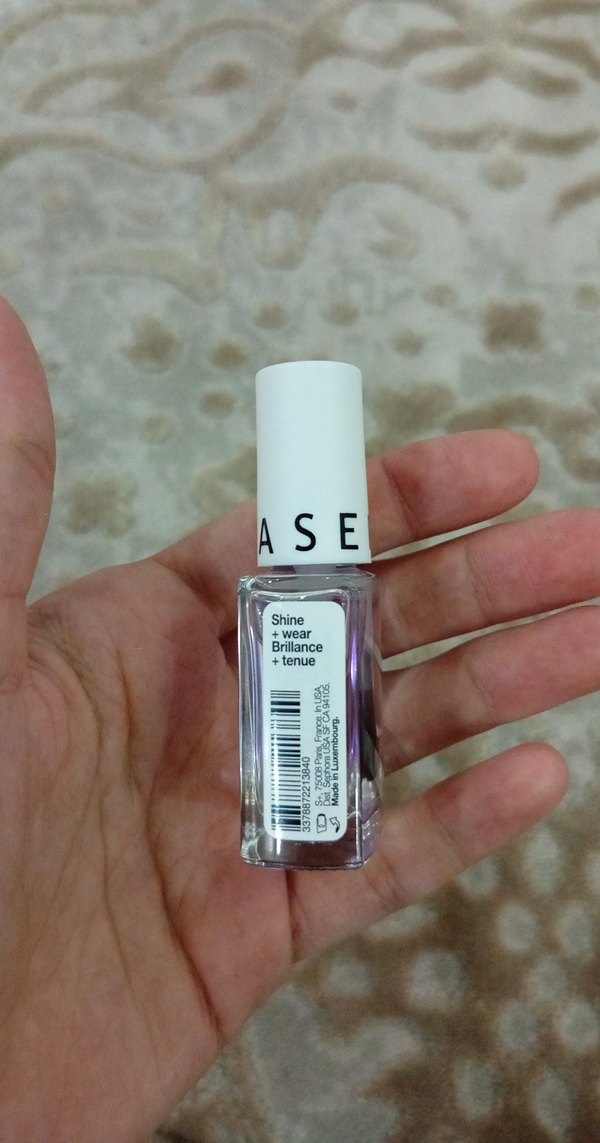 ASE
Shine
+ wear
Brillance
+ tenue
3378872213840
S+, 75008 Paris, France. In USA,
Dist. Sephora USA SF CA 94105.
Made in Luxembourg.